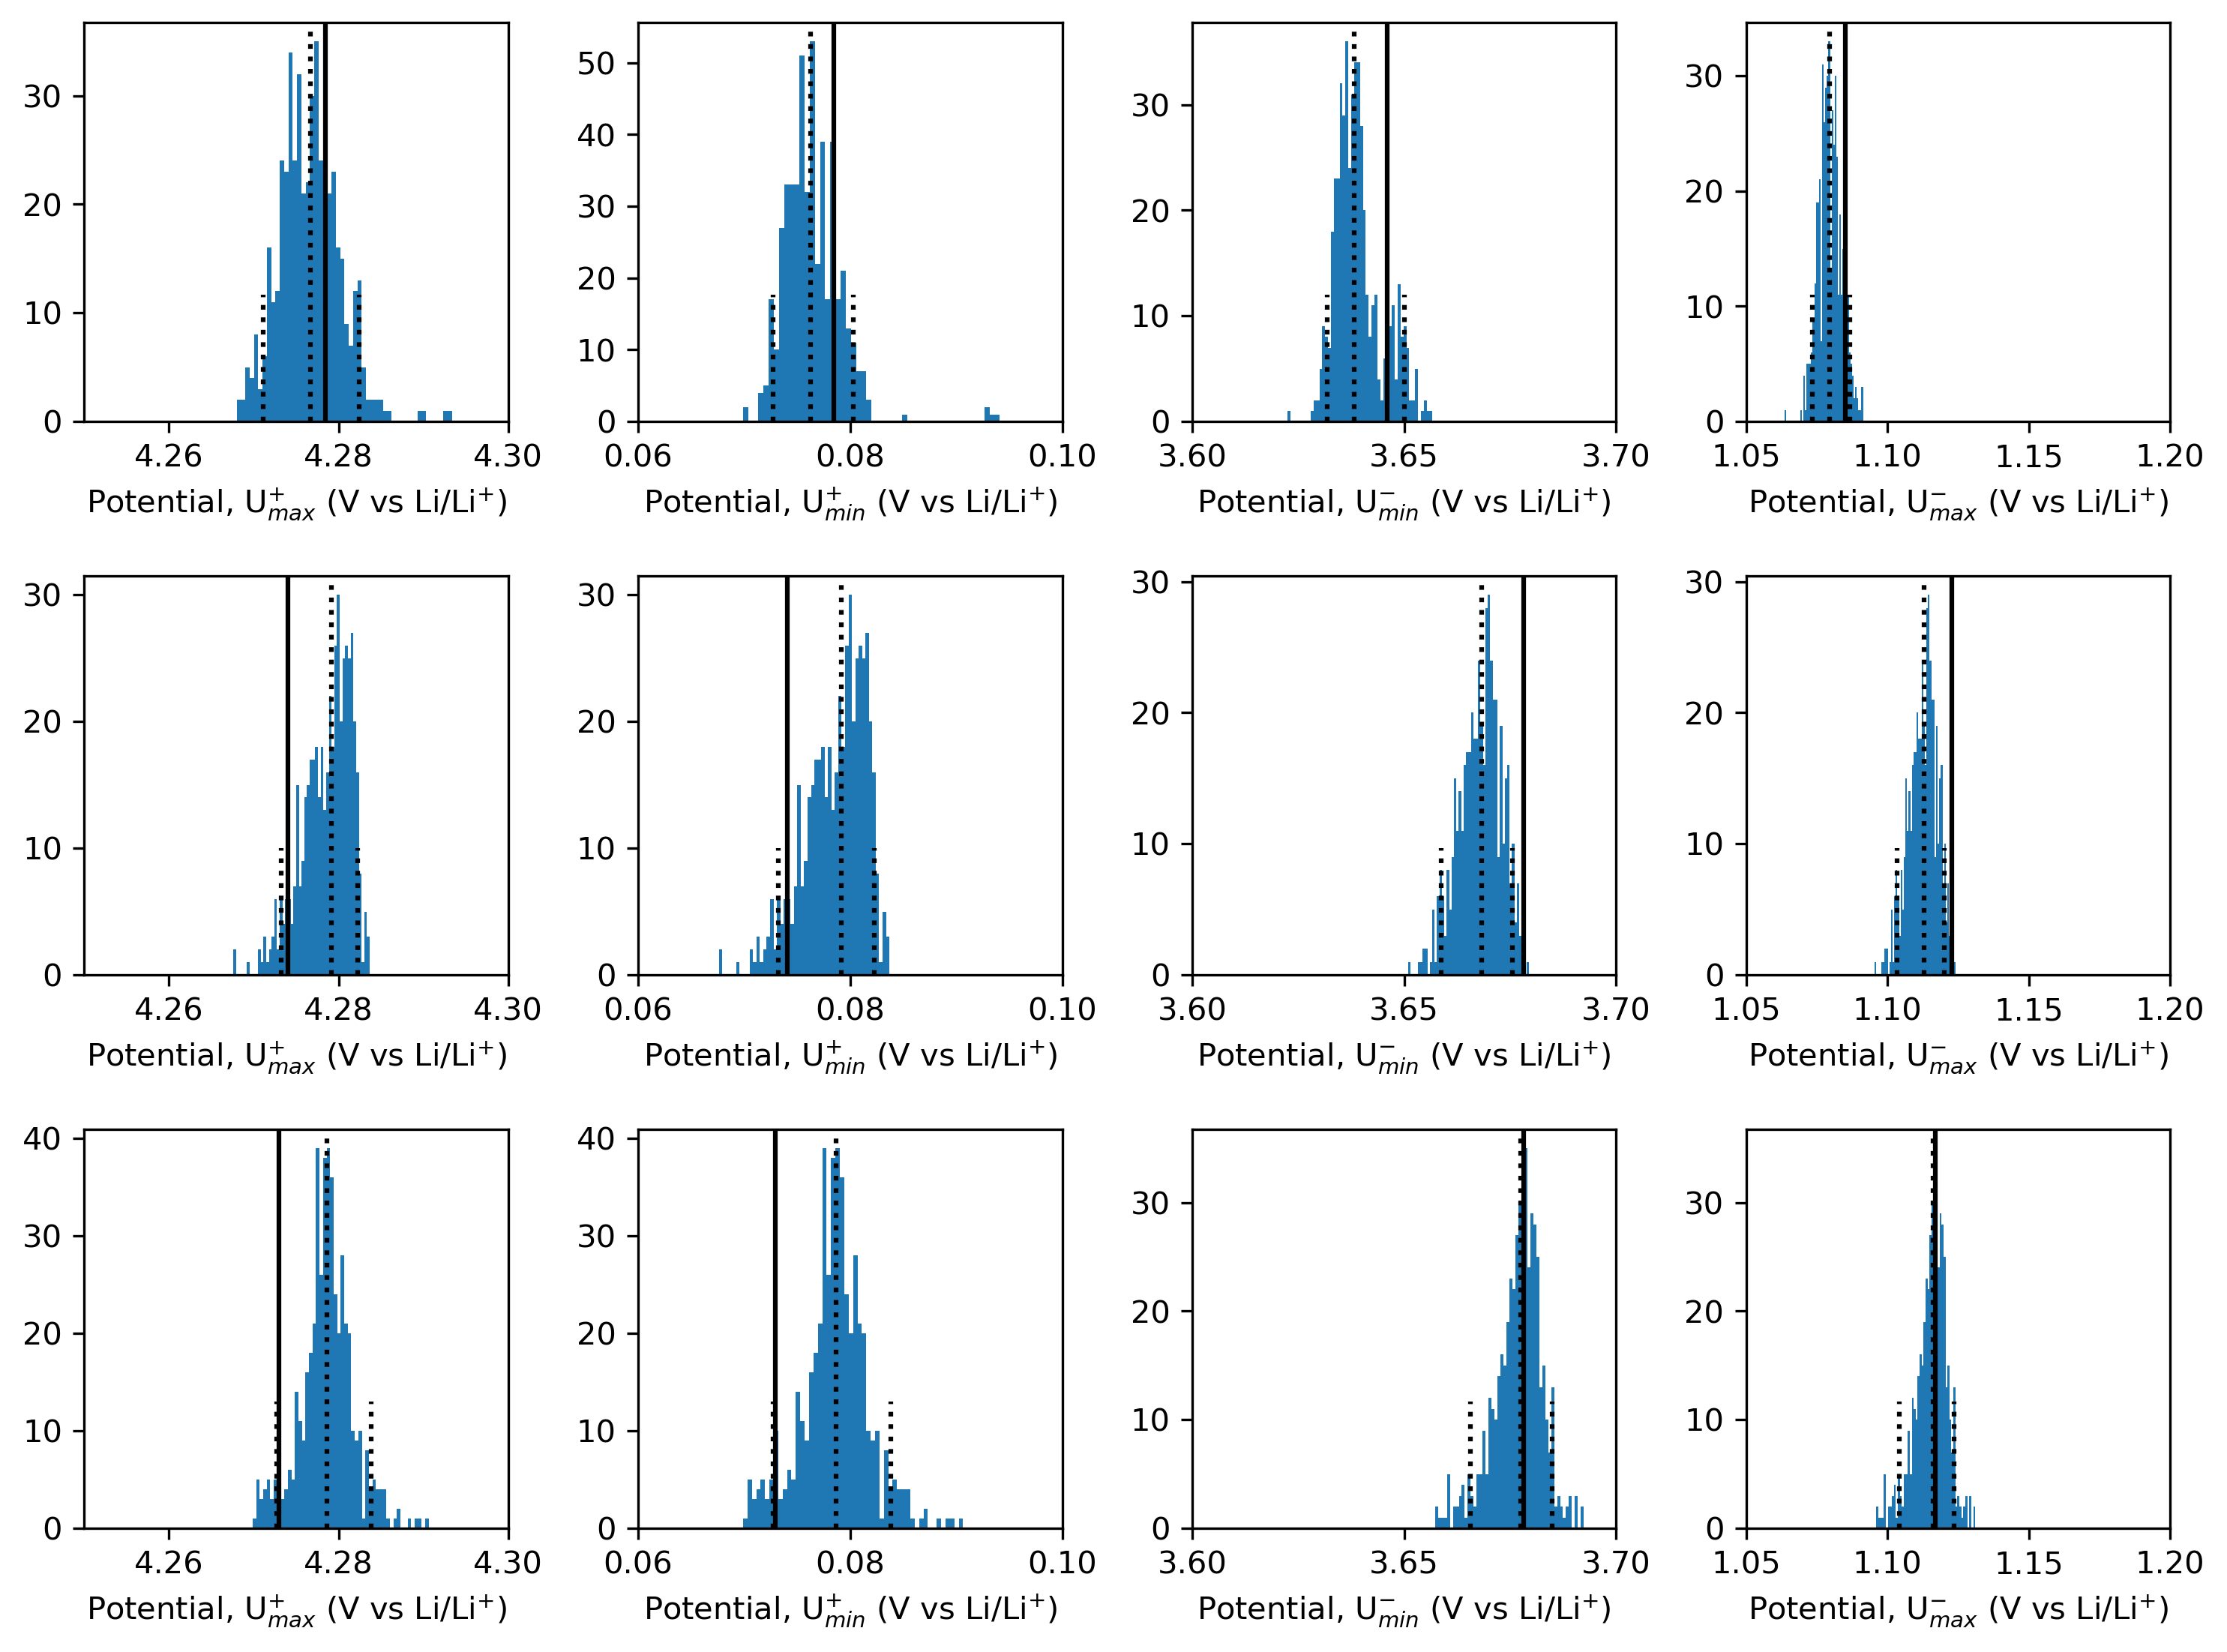 30
20
10
0
4.26 4.28 4.30
Potential, U⁺ₘₐₓ (V vs Li/Li⁺)
50
40
30
20
10
0
0.06 0.08 0.10
Potential, U⁺ₘᵢₙ (V vs Li/Li⁺)
30
20
10
0
3.60 3.65 3.70
Potential, U⁻ₘᵢₙ (V vs Li/Li⁺)
30
20
10
0
1.05 1.10 1.15 1.20
Potential, U⁻ₘₐₓ (V vs Li/Li⁺)
30
20
10
0
4.26 4.28 4.30
Potential, U⁺ₘₐₓ (V vs Li/Li⁺)
30
20
10
0
0.06 0.08 0.10
Potential, U⁺ₘᵢₙ (V vs Li/Li⁺)
30
20
10
0
3.60 3.65 3.70
Potential, U⁻ₘᵢₙ (V vs Li/Li⁺)
30
20
10
0
1.05 1.10 1.15 1.20
Potential, U⁻ₘₐₓ (V vs Li/Li⁺)
40
30
20
10
0
4.26 4.28 4.30
Potential, U⁺ₘₐₓ (V vs Li/Li⁺)
40
30
20
10
0
0.06 0.08 0.10
Potential, U⁺ₘᵢₙ (V vs Li/Li⁺)
30
20
10
0
3.60 3.65 3.70
Potential, U⁻ₘᵢₙ (V vs Li/Li⁺)
30
20
10
0
1.05 1.10 1.15 1.20
Potential, U⁻ₘₐₓ (V vs Li/Li⁺)